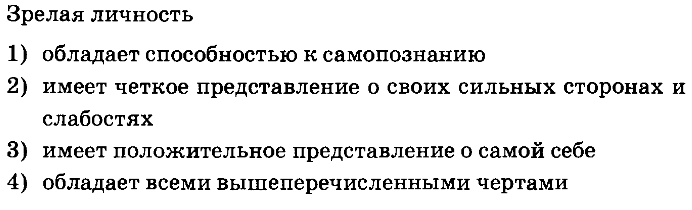 Зрелая личность
1) обладает способностью к самопознанию
2) имеет четкое представление о своих сильных сторонах и
слабостях
3) имеет положительное представление о самой себе
4) обладает всеми вышеперечисленными чертами